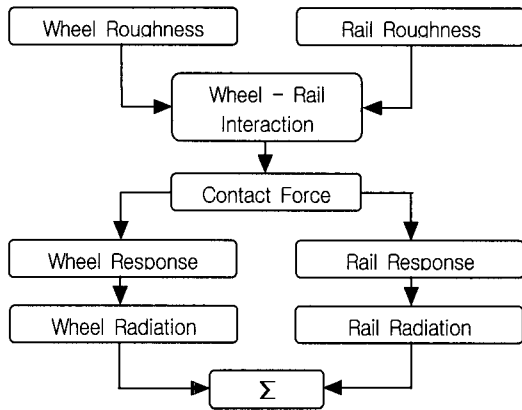 Wheel Roughness
Rail Roughness
Wheel – Rail
Interaction
Contact Force
Wheel Response
Rail Response
Wheel Radiation
Rail Radiation
Σ